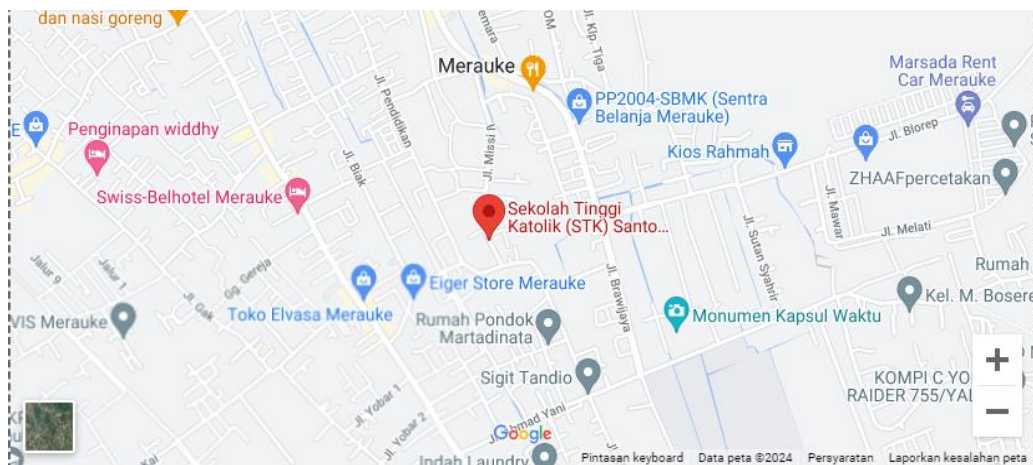 dan nasi goreng
Merauke
Jl. Klp. Tiga
Marsada Rent
Car Merauke
Jl. Pendidikan
PP2004-SBMK (Sentra
Belanja Merauke)
Jl. Blorep
E
Penginapan widdhy
Jl. Missi II
Kios Rahmah
Jl. Biak
ZHAAFpercetakan
Swiss-Belhotel Merauke
Sekolah Tinggi
Katolik (STK) Santo...
Jl. Mawar
Jl. Melati
Jl. Sutan Syahrir
Jalur 9
Jalur 1
Gg. Gereja
Jl. Gak
Jl. Brawijaya
Rumah
Eiger Store Merauke
Kel. M. Bosere
Toko Elvasa Merauke
VIS Merauke
Rumah Pondok
Martadinata
Monumen Kapsul Waktu
Sigit Tandio
KOMPI C YO
RAIDER 755/YAL
Jl. Yobar 1
Jl. Yobar 2
Ahmad Yani
Google
Indah Laundry
Kai
+
−
Pintasan keyboard
Data peta ©2024
Persyaratan
Laporkan kesalahan peta